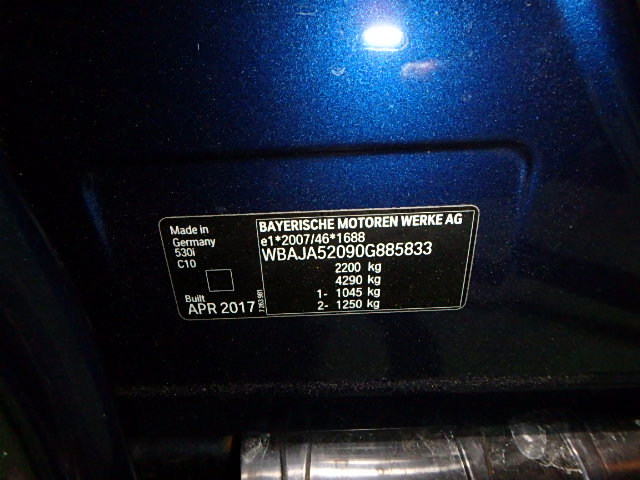 Made in
Germany
530i
C10
Built
APR 2017
BAYERISCHE MOTOREN WERKE AG
e1*2007/46*1688
WBAJA52090G885833
2200 kg
4290 kg
1- 1045 kg
2- 1250 kg